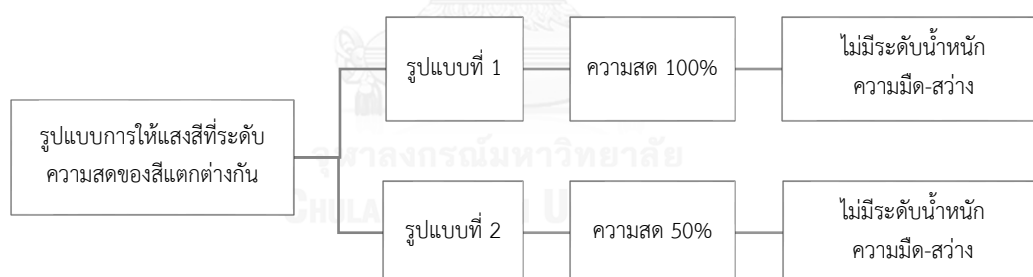 รูปแบบการให้แสงสีที่ระดับ
ความสดของสีแตกต่างกัน
รูปแบบที่ 1
ความสด 100%
ไม่มีระดับน้ำหนัก
ความมืด-สว่าง
รูปแบบที่ 2
ความสด 50%
ไม่มีระดับน้ำหนัก
ความมืด-สว่าง